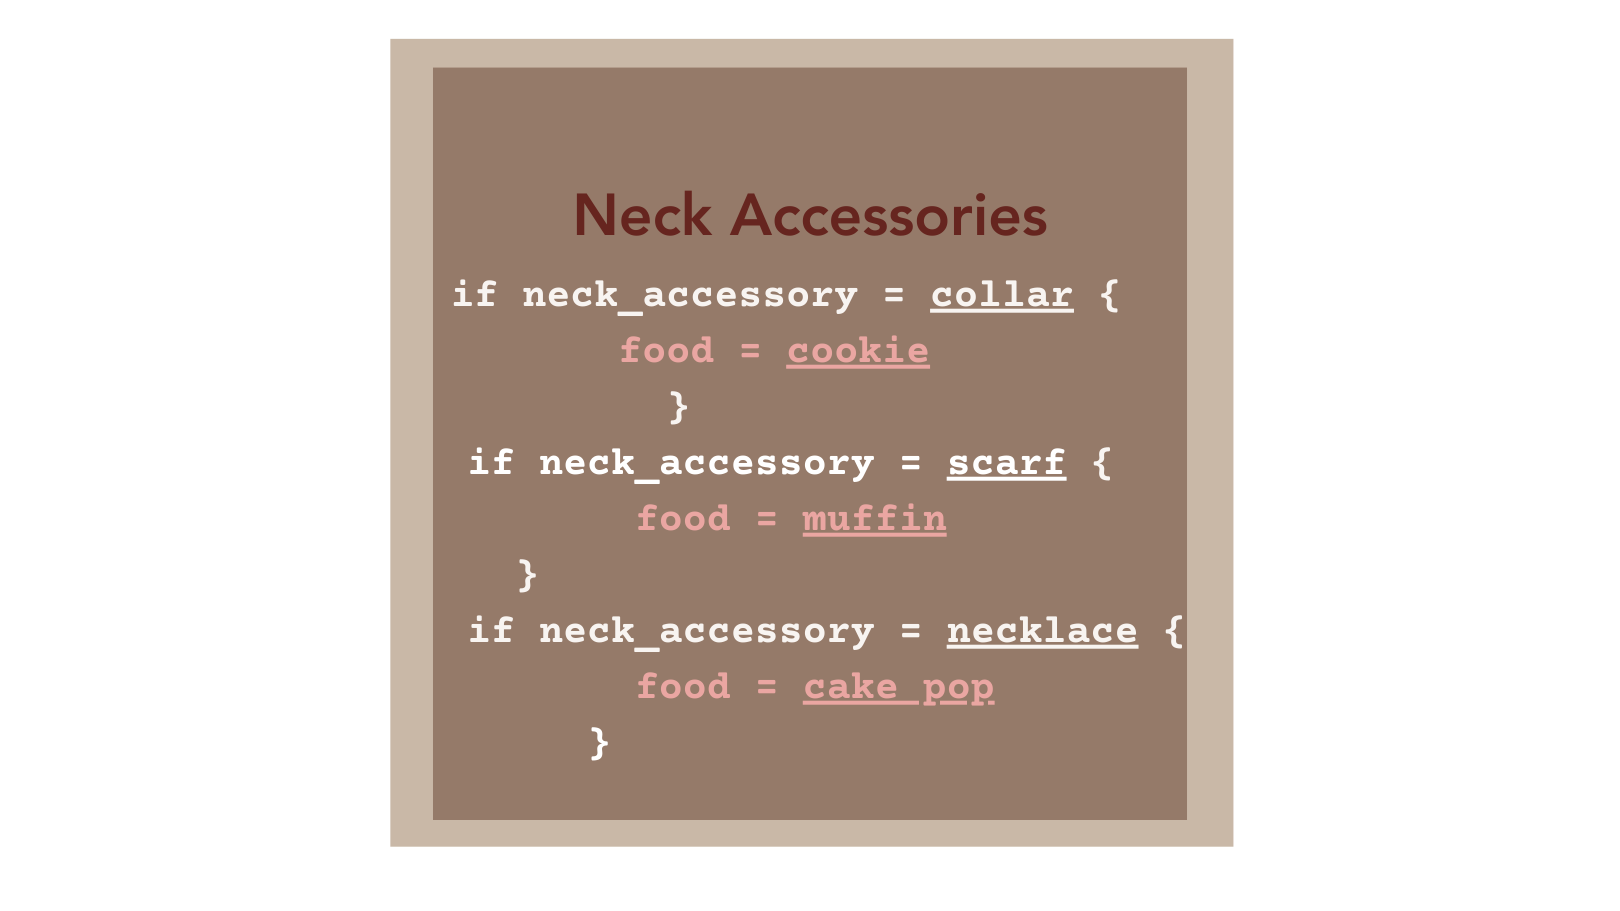 Neck Accessories
if neck_accessory = collar {
food = cookie
}
if neck_accessory = scarf {
food = muffin
}
if neck_accessory = necklace {
food = cake pop
}